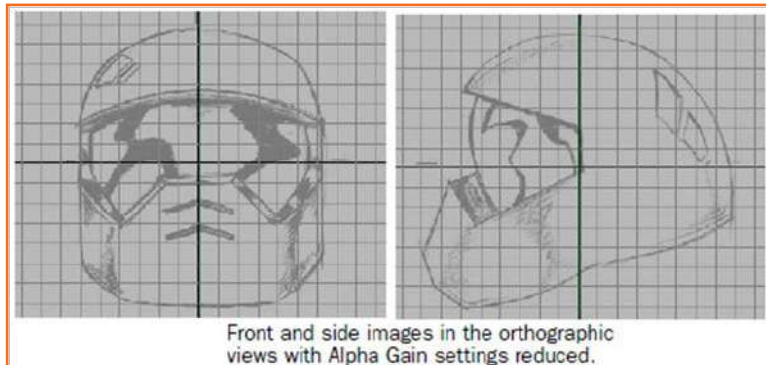 Front and side images in the orthographic
views with Alpha Gain settings reduced.